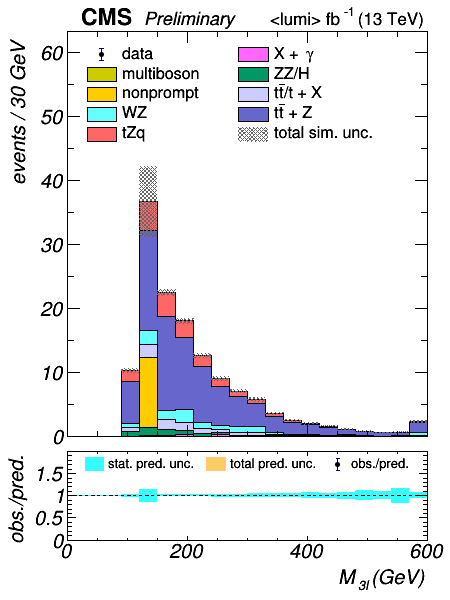 CMS Preliminary <lumi> fb⁻¹ (13 TeV)
events / 30 GeV
60
50
40
30
20
10
0
data
multiboson
nonprompt
WZ
tZq
X + γ
ZZ/H
tt̄/t + X
tt̄ + Z
total sim. unc.
obs./pred.
1.5
1
0.5
0
stat. pred. unc. total pred. unc. obs./pred.
0 200 400 600
M₃ₗ (GeV)